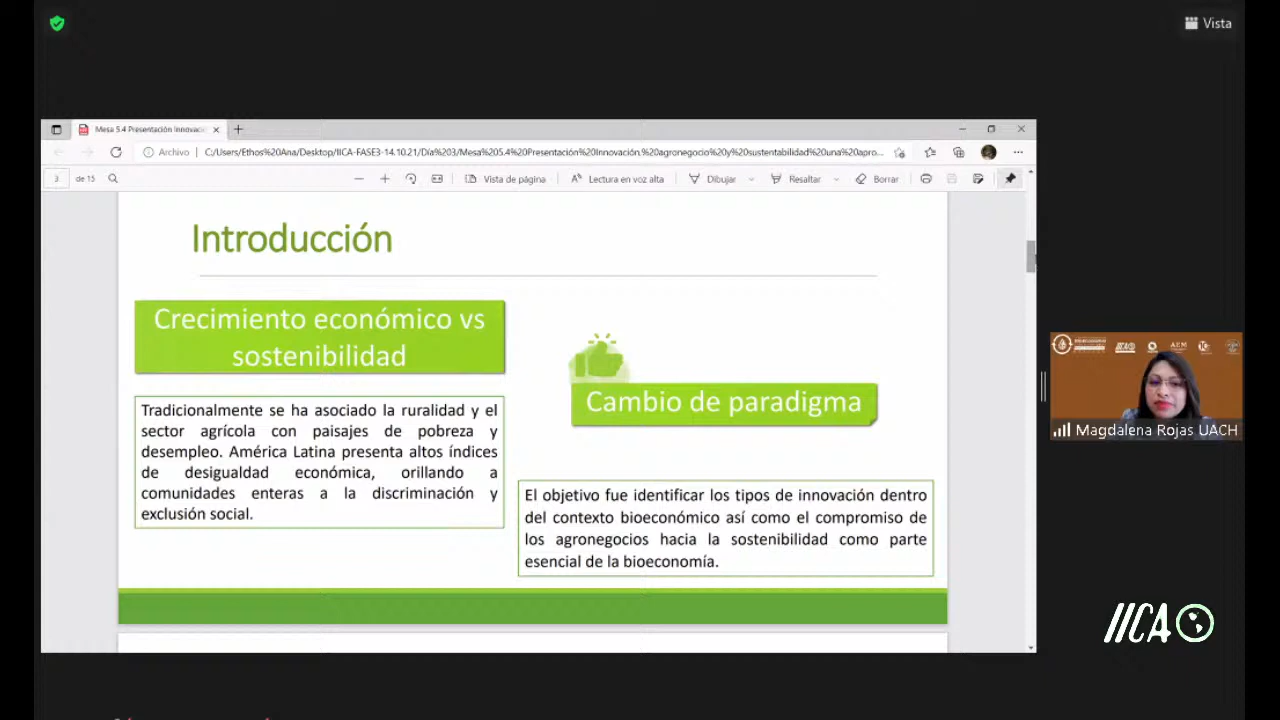 Vista
Mesa 5.4 Presentación Innovaci
Archivo
C:/Users/Ethos%20Ana/Desktop/IICA-FASE3-14.10.21/Día%203/Mesa%205.4%20Presentación%20Innovación,%20agronegocio%20y%20sustentabilidad%20una%20apro...
3 de 15
Vista de página
Lectura en voz alta
Dibujar
Resaltar
Borrar
Introducción
Crecimiento económico vs
sostenibilidad
Tradicionalmente se ha asociado la ruralidad y el
sector agrícola con paisajes de pobreza y
desempleo. América Latina presenta altos índices
de desigualdad económica, orillando a
comunidades enteras a la discriminación y
exclusión social.
Cambio de paradigma
El objetivo fue identificar los tipos de innovación dentro
del contexto bioeconómico así como el compromiso de
los agronegocios hacia la sostenibilidad como parte
esencial de la bioeconomía.
IICA
AEM
Magdalena Rojas UACH
IICA